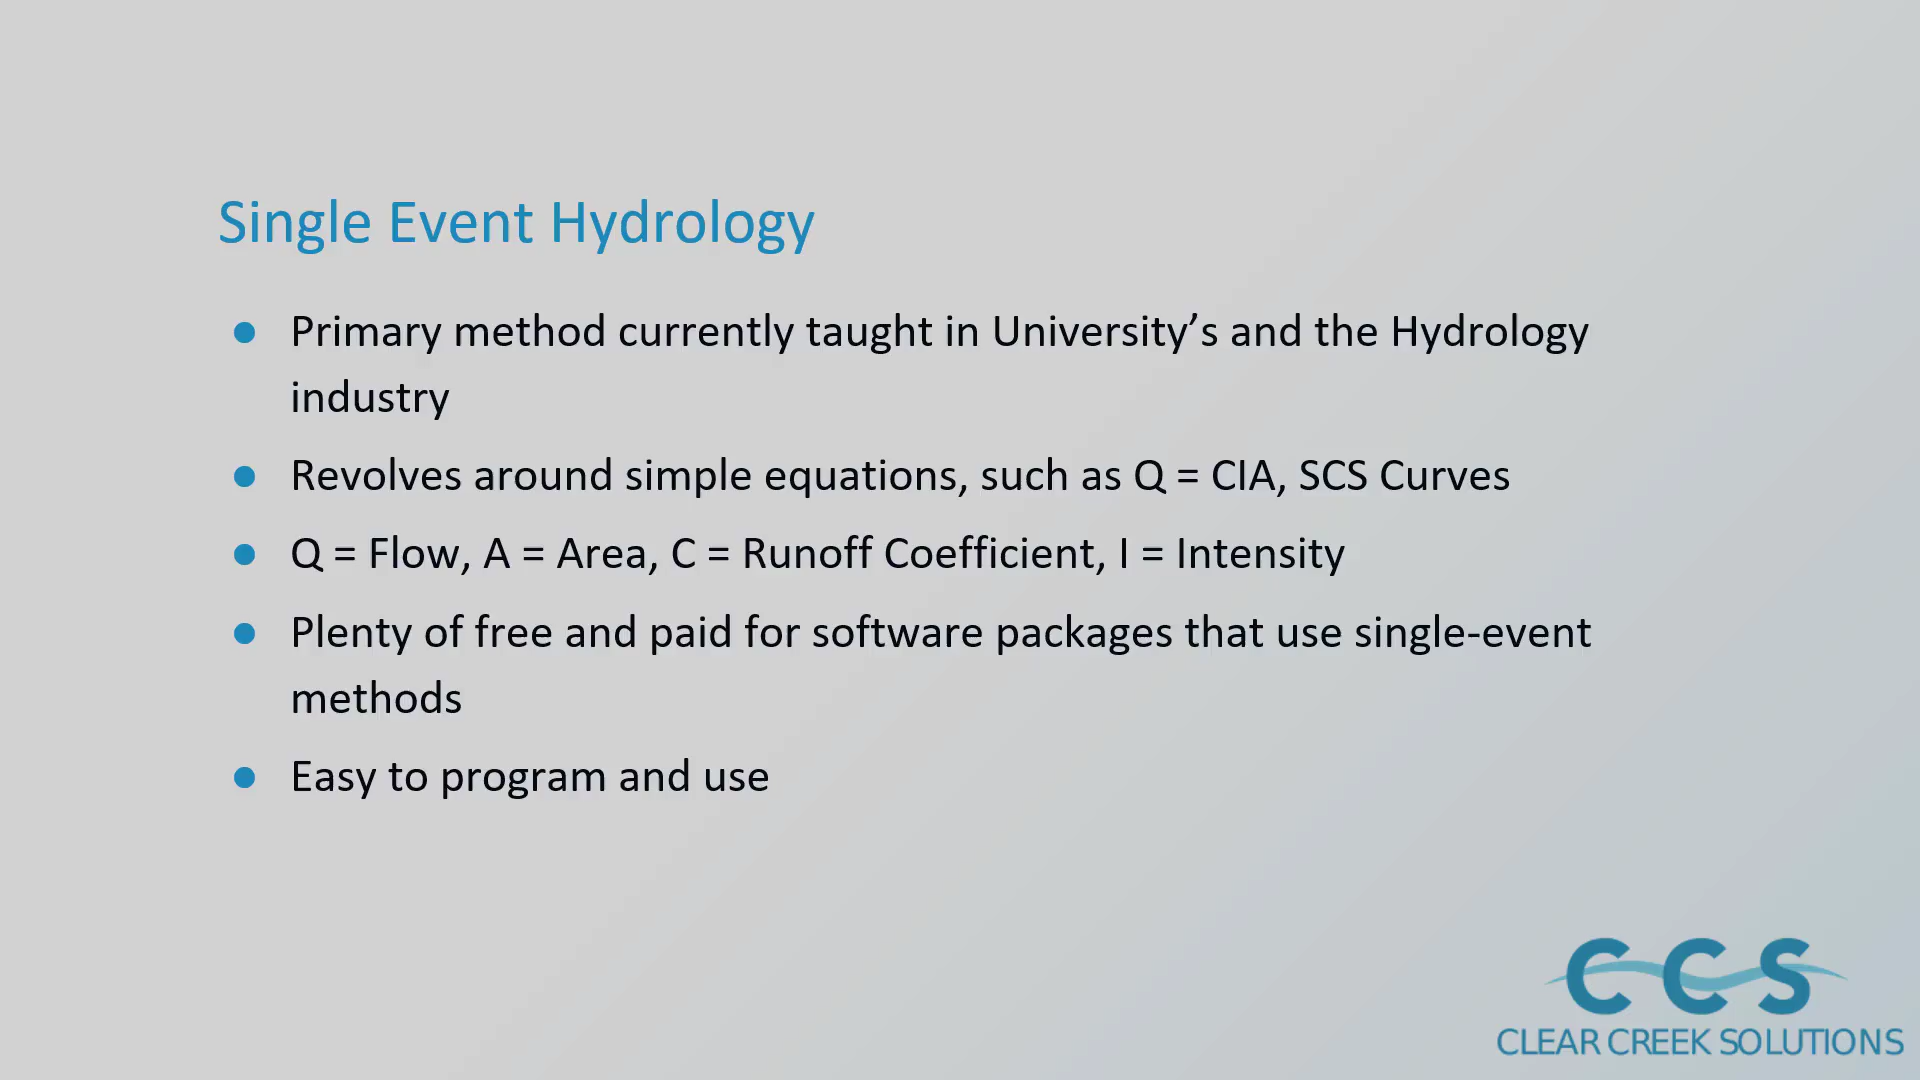 Single Event Hydrology
Primary method currently taught in University’s and the Hydrology
industry
Revolves around simple equations, such as Q = CIA, SCS Curves
Q = Flow, A = Area, C = Runoff Coefficient, I = Intensity
Plenty of free and paid for software packages that use single-event
methods
Easy to program and use
CCS
CLEAR CREEK SOLUTIONS